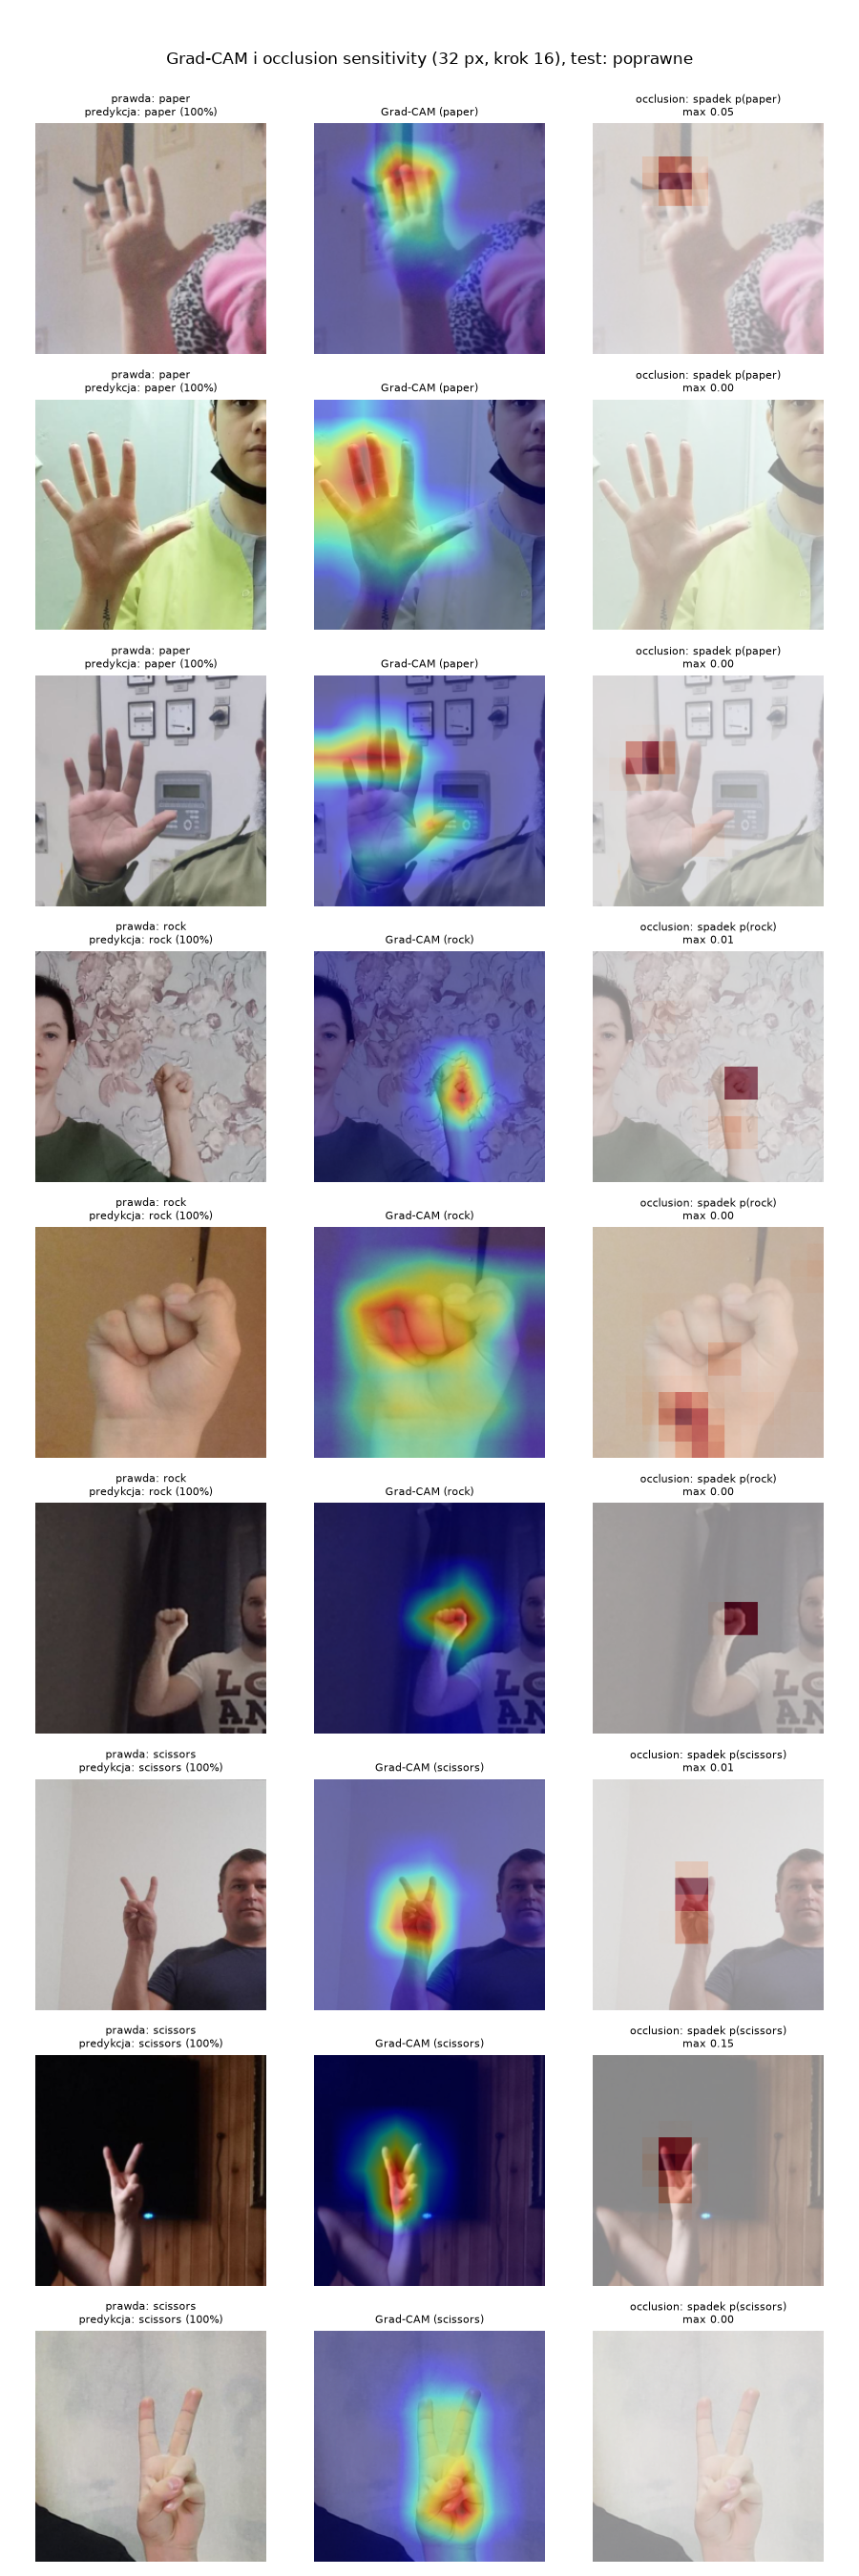 Grad-CAM i occlusion sensitivity (32 px, krok 16), test: poprawne
prawda: paper
predykcja: paper (100%)
Grad-CAM (paper)
occlusion: spadek p(paper)
max 0.05
prawda: paper
predykcja: paper (100%)
Grad-CAM (paper)
occlusion: spadek p(paper)
max 0.00
prawda: paper
predykcja: paper (100%)
Grad-CAM (paper)
occlusion: spadek p(paper)
max 0.00
prawda: rock
predykcja: rock (100%)
Grad-CAM (rock)
occlusion: spadek p(rock)
max 0.01
prawda: rock
predykcja: rock (100%)
Grad-CAM (rock)
occlusion: spadek p(rock)
max 0.00
prawda: rock
predykcja: rock (100%)
Grad-CAM (rock)
occlusion: spadek p(rock)
max 0.00
LO
AN
LO
AN
LO
AN
prawda: scissors
predykcja: scissors (100%)
Grad-CAM (scissors)
occlusion: spadek p(scissors)
max 0.01
prawda: scissors
predykcja: scissors (100%)
Grad-CAM (scissors)
occlusion: spadek p(scissors)
max 0.15
prawda: scissors
predykcja: scissors (100%)
Grad-CAM (scissors)
occlusion: spadek p(scissors)
max 0.00